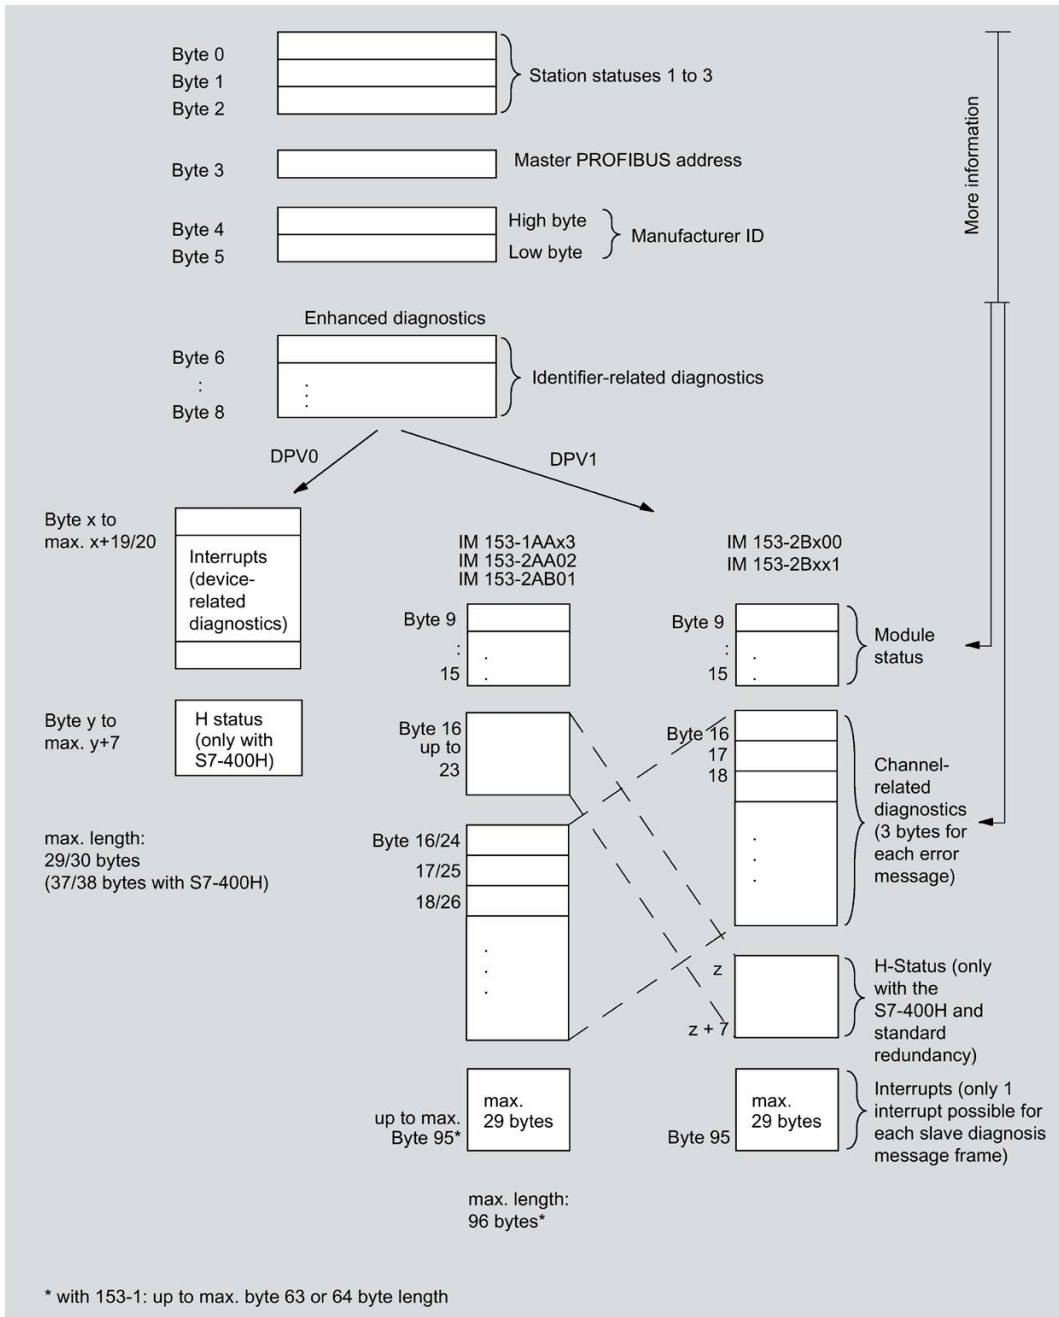 Byte 0
Byte 1
Byte 2
Station statuses 1 to 3
Byte 3
Master PROFIBUS address
Byte 4
Byte 5
High byte
Low byte
Manufacturer ID
More information
Enhanced diagnostics
Byte 6
:
Byte 8
Identifier-related diagnostics
DPV0
DPV1
Byte x to
max. x+19/20
Interrupts
(device-
related
diagnostics)
Byte y to
max. y+7
H status
(only with
S7-400H)
max. length:
29/30 bytes
(37/38 bytes with S7-400H)
IM 153-1AAx3
IM 153-2AA02
IM 153-2AB01
Byte 9
:
15
Byte 16
up to
23
Byte 16/24
17/25
18/26
up to max.
Byte 95*
max.
29 bytes
max. length:
96 bytes*
IM 153-2Bx00
IM 153-2Bxx1
Byte 9
:
15
Module
status
Byte 16
17
18
Channel-
related
diagnostics
(3 bytes for
each error
message)
z
z + 7
H-Status (only
with the
S7-400H and
standard
redundancy)
Byte 95
max.
29 bytes
Interrupts (only 1
interrupt possible for
each slave diagnosis
message frame)
* with 153-1: up to max. byte 63 or 64 byte length